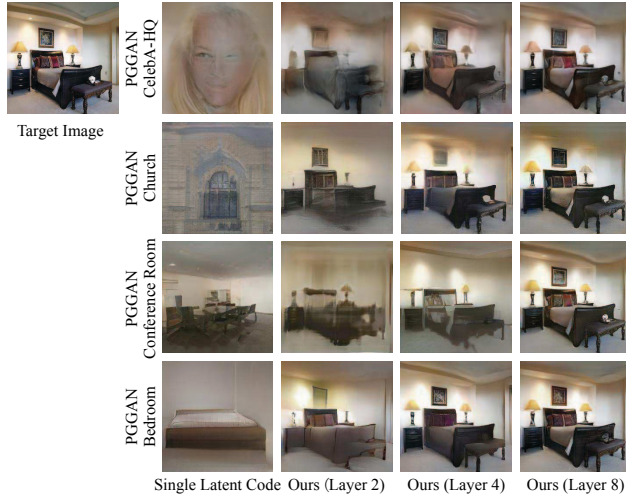 Target Image
PGGAN
CelebA-HQ
PGGAN
Church
PGGAN
Conference Room
PGGAN
Bedroom
Single Latent Code Ours (Layer 2) Ours (Layer 4) Ours (Layer 8)